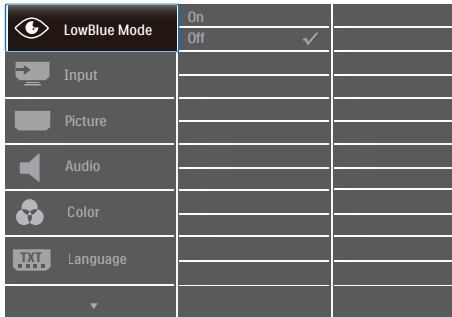 LowBlue Mode
On
Off
Input
Picture
Audio
Color
TXT
Language